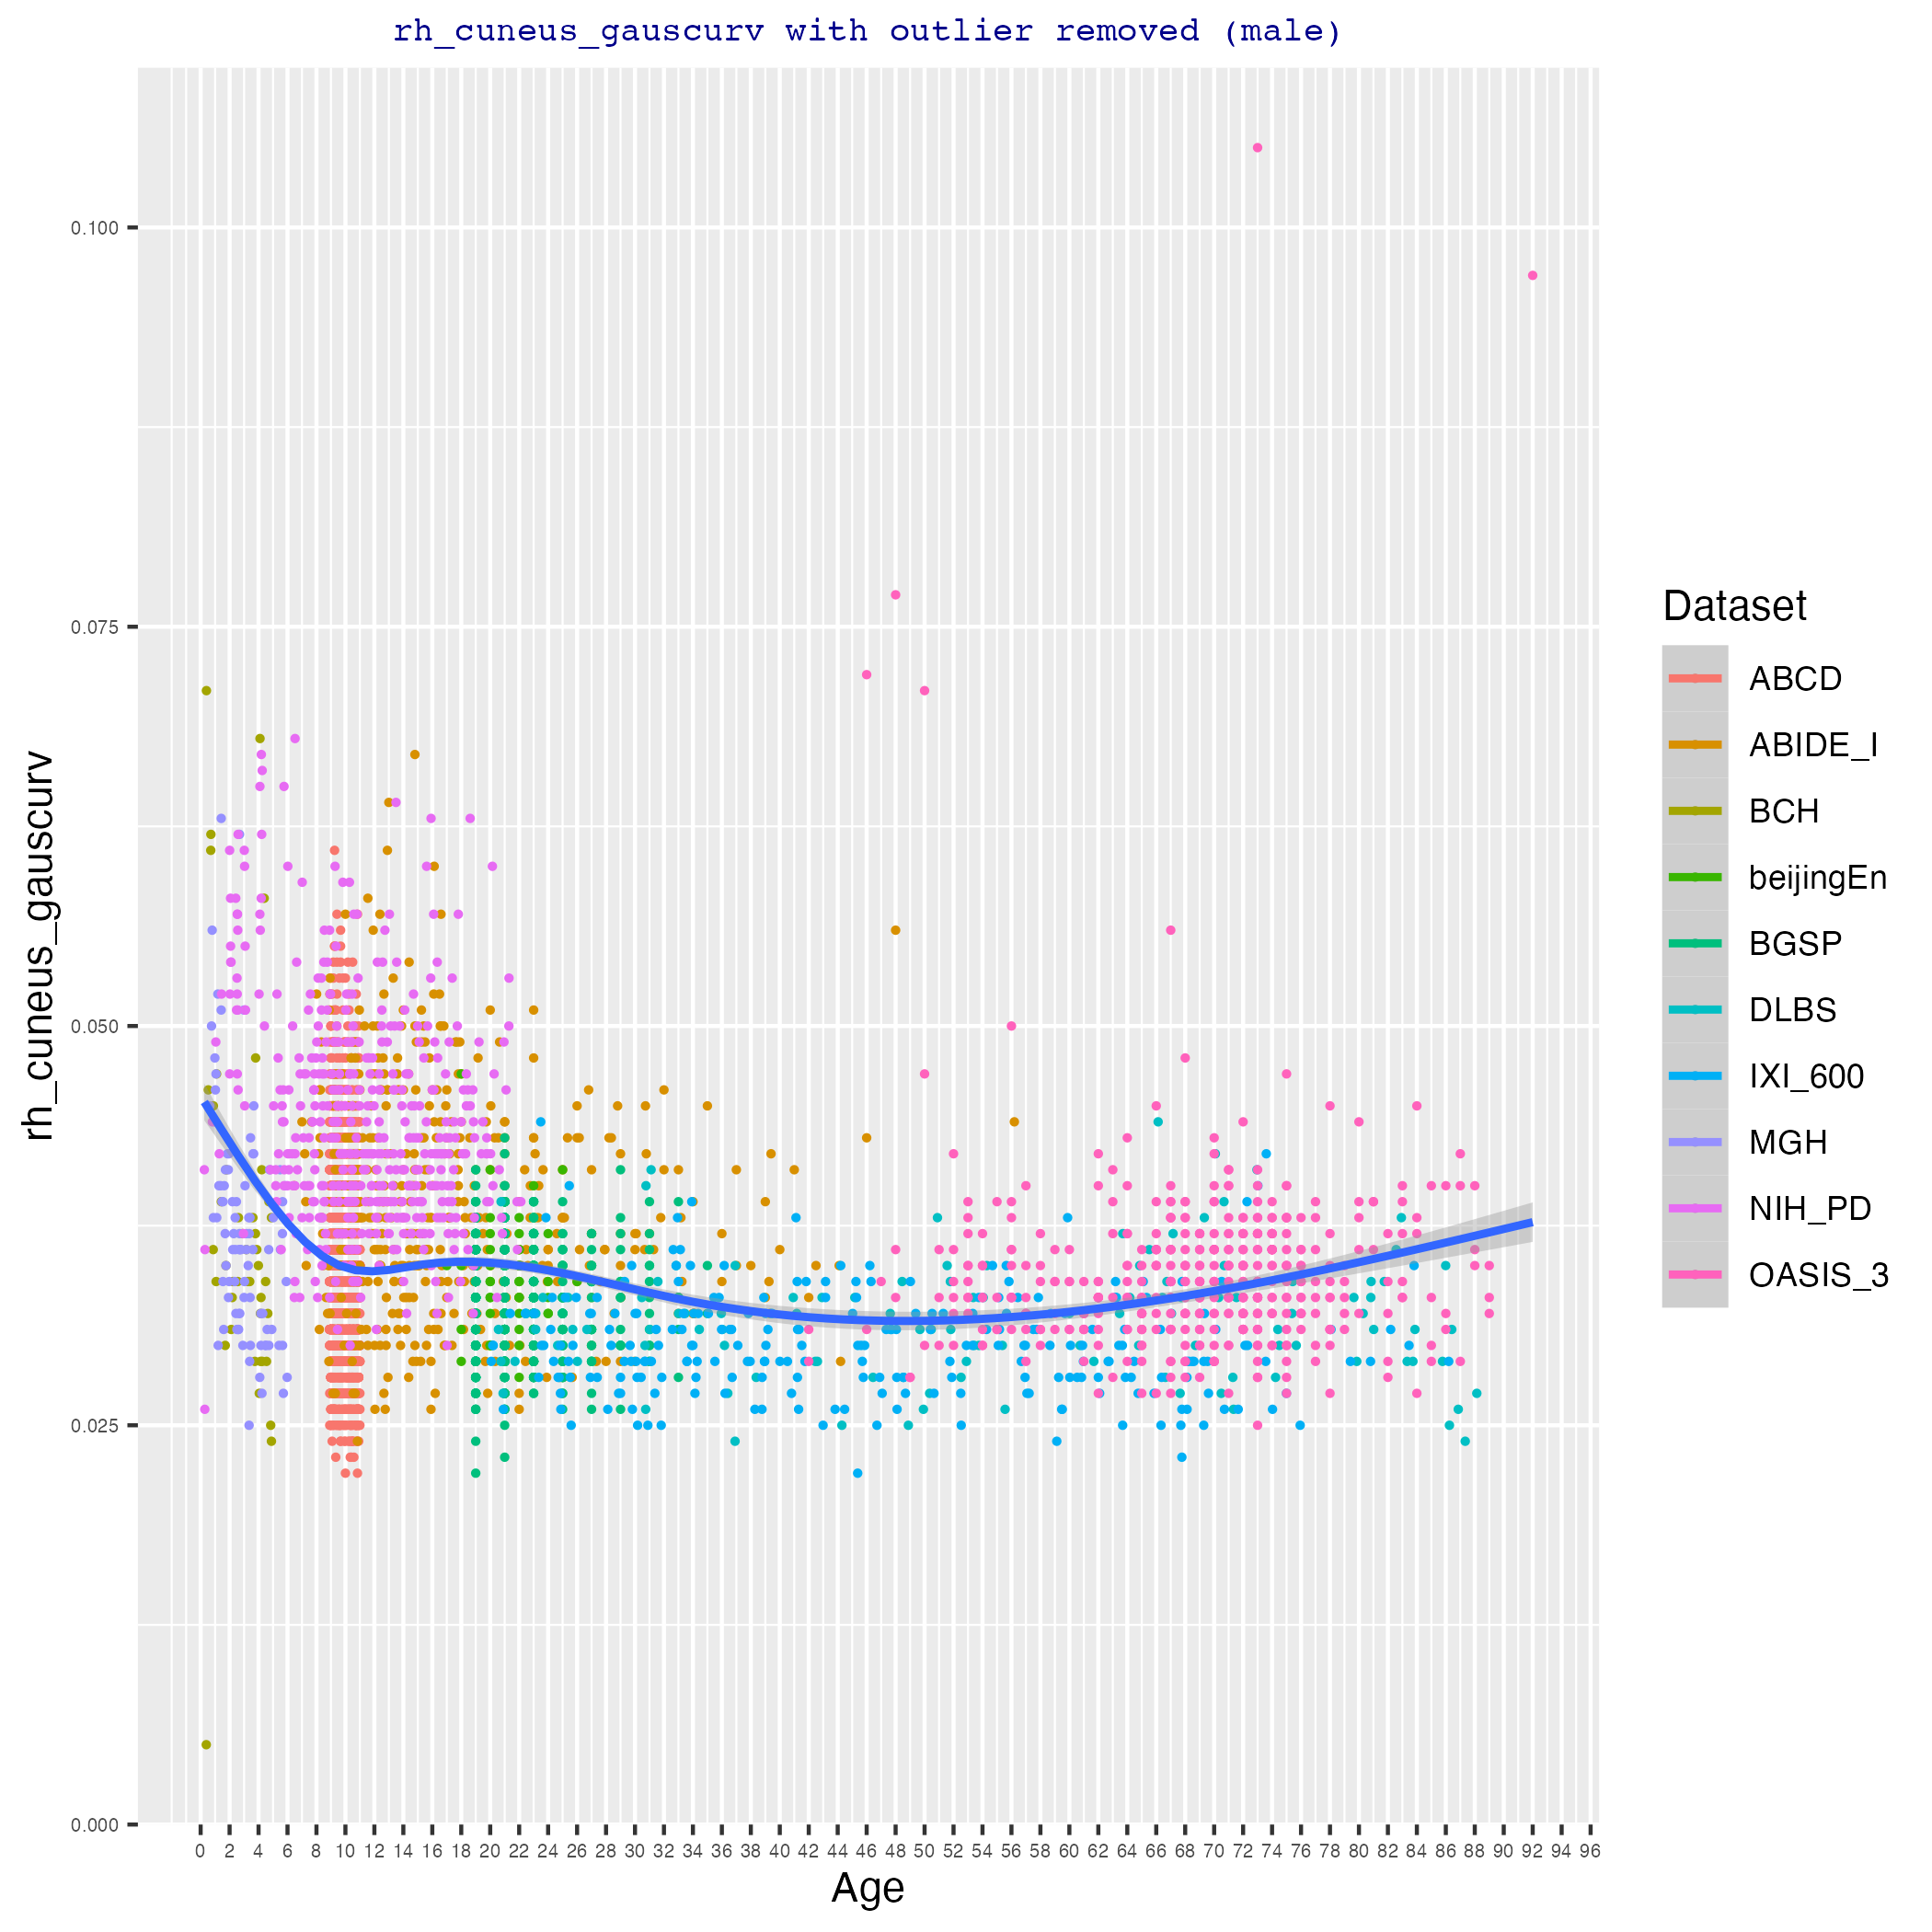 rh_cuneus_gauscurv with outlier removed (male)
rh_cuneus_gauscurv
0.100
0.075
0.050
0.025
0.000
0 2 4 6 8 10 12 14 16 18 20 22 24 26 28 30 32 34 36 38 40 42 44 46 48 50 52 54 56 58 60 62 64 66 68 70 72 74 76 78 80 82 84 86 88 90 92 94 96
Age
Dataset
ABCD
ABIDE_I
BCH
beijingEn
BGSP
DLBS
IXI_600
MGH
NIH_PD
OASIS_3